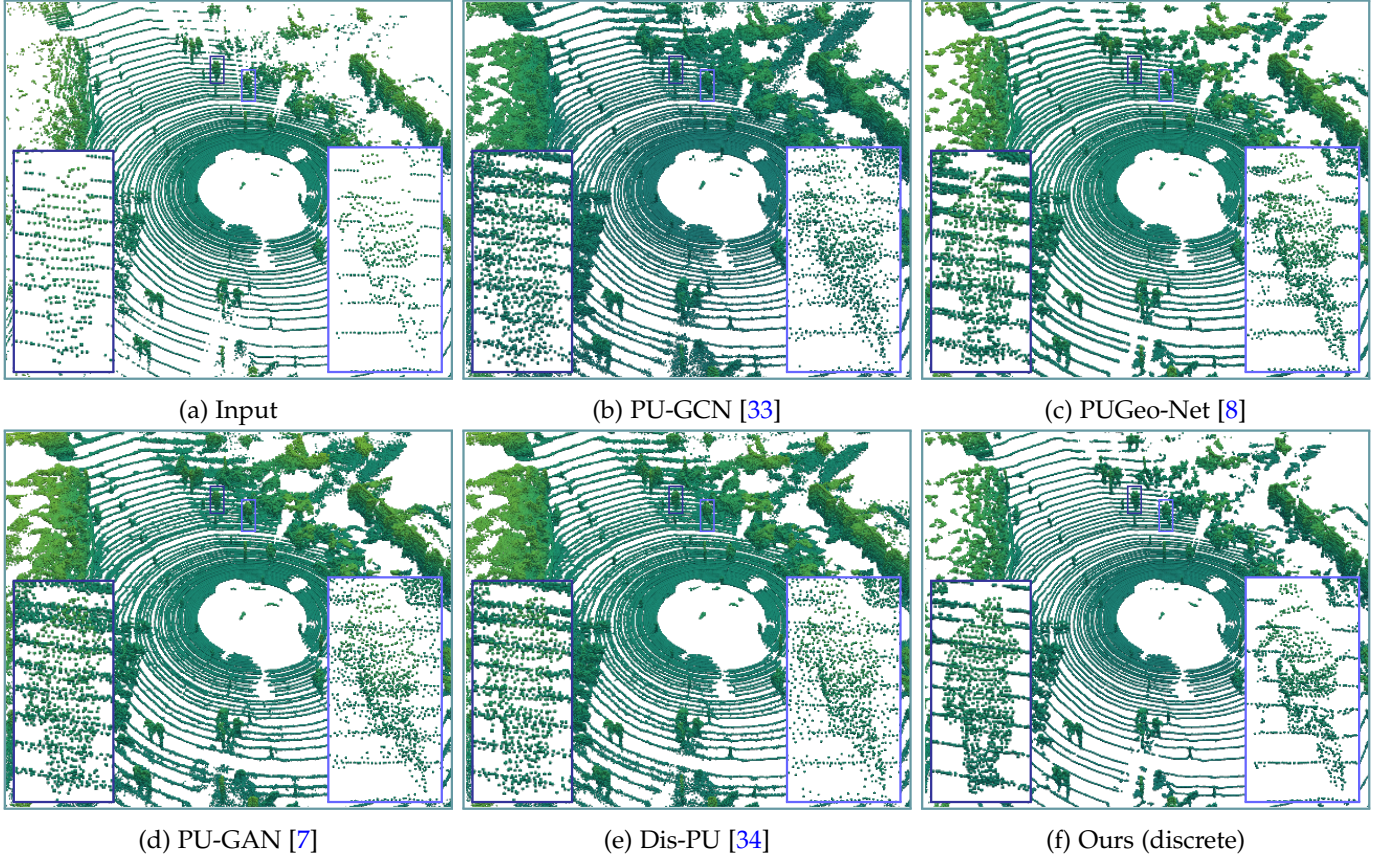 (a) Input
(b) PU-GCN [33]
(c) PUGeo-Net [8]
(d) PU-GAN [7]
(e) Dis-PU [34]
(f) Ours (discrete)